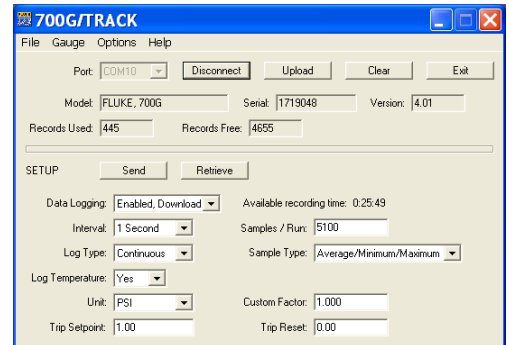 700G/TRACK
File Gauge Options Help
Port: COM10 Disconnect Upload Clear Exit
Model: FLUKE, 700G Serial: 1719048 Version: 4.01
Records Used: 445 Records Free: 4655
SETUP Send Retrieve
Data Logging: Enabled, Download Available recording time: 0:25:49
Interval: 1 Second Samples / Run: 5100
Log Type: Continuous Sample Type: Average/Minimum/Maximum
Log Temperature: Yes
Unit: PSI Custom Factor: 1.000
Trip Setpoint: 1.00 Trip Reset: 0.00